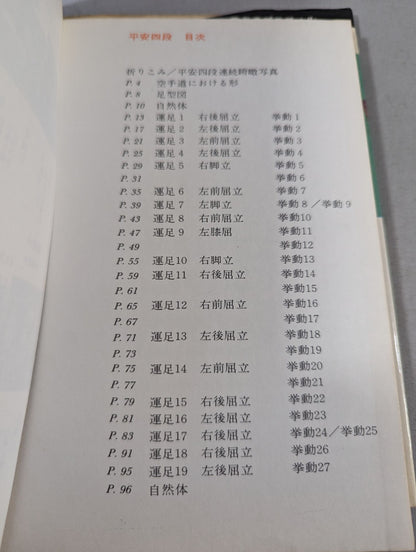 平安四段 目次
折りこみ/平安四段連続俯瞰写真
P. 4 空手道における形
P. 8 足型図
P. 10 自然体
P. 13 運足1 右後屈立 挙動1
P. 17 運足2 左後屈立 挙動2
P. 21 運足3 左前屈立 挙動3
P. 25 運足4 左後屈立 挙動4
P. 29 運足5 右脚立 挙動5
P. 31 挙動6
P. 35 運足6 左前屈立 挙動7
P. 39 運足7 左脚立 挙動8/挙動9
P. 43 運足8 右前屈立 挙動10
P. 47 運足9 左膝屈 挙動11
P. 49 挙動12
P. 55 運足10 右脚立 挙動13
P. 59 運足11 右後屈立 挙動14
P. 61 挙動15
P. 65 運足12 右前屈立 挙動16
P. 67 挙動17
P. 71 運足13 左後屈立 挙動18
P. 73 挙動19
P. 75 運足14 左前屈立 挙動20
P. 77 挙動21
P. 79 運足15 右後屈立 挙動22
P. 81 運足16 左後屈立 挙動23
P. 83 運足17 右後屈立 挙動24/挙動25
P. 91 運足18 右後屈立 挙動26
P. 95 運足19 左後屈立 挙動27
P. 96 自然体